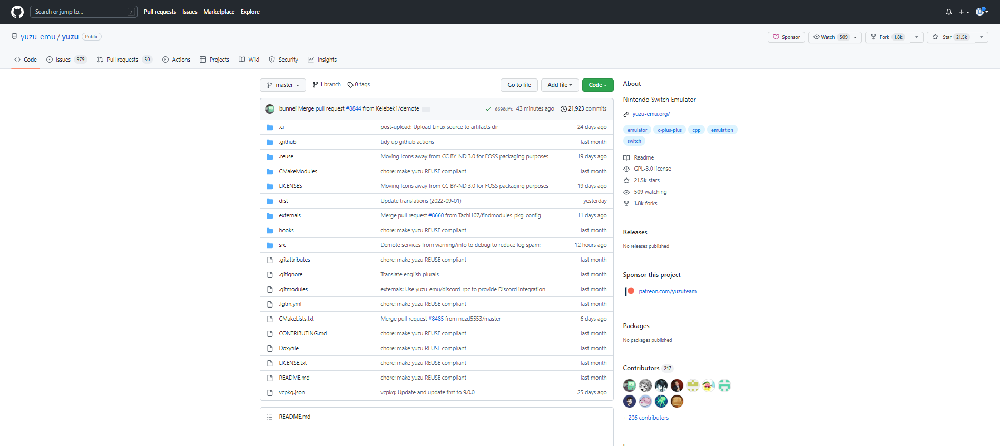 Search or jump to... /
Pull requests Issues Marketplace Explore
yuzu-emu / yuzu Public
Sponsor Watch 509 Fork 1.8k Star 21.5k
Code Issues 979 Pull requests 50 Actions Projects Wiki Security Insights
master 1 branch 0 tags Go to file Add file Code
bunnei Merge pull request #8844 from Kelebek1/demote ... 6690dfc 43 minutes ago 21,923 commits
.ci post-upload: Upload Linux source to artifacts dir 24 days ago
.github tidy up github actions last month
.reuse Moving Icons away from CC BY-ND 3.0 for FOSS packaging purposes 19 days ago
CMakeModules chore: make yuzu REUSE compliant last month
LICENSES Moving Icons away from CC BY-ND 3.0 for FOSS packaging purposes 19 days ago
dist Update translations (2022-09-01) yesterday
externals Merge pull request #8660 from Tachi107/findmodules-pkg-config 11 days ago
hooks chore: make yuzu REUSE compliant last month
src Demote services from warning/info to debug to reduce log spam: 12 hours ago
.gitattributes chore: make yuzu REUSE compliant last month
.gitignore Translate english plurals last month
.gitmodules externals: Use yuzu-emu/discord-rpc to provide Discord integration last month
.lgtm.yml chore: make yuzu REUSE compliant last month
CMakeLists.txt Merge pull request #8485 from nezd5553/master 6 days ago
CONTRIBUTING.md chore: make yuzu REUSE compliant last month
Doxyfile chore: make yuzu REUSE compliant last month
LICENSE.txt chore: make yuzu REUSE compliant last month
README.md chore: make yuzu REUSE compliant last month
vcpkg.json vcpkg: Update and update fmt to 9.0.0 25 days ago
README.md
About
Nintendo Switch Emulator
yuzu-emu.org/
emulator c-plus-plus cpp emulation
switch
Readme
GPL-3.0 license
21.5k stars
509 watching
1.8k forks
Releases
No releases published
Sponsor this project
patreon.com/yuzuteam
Packages
No packages published
Contributors 217
+ 206 contributors